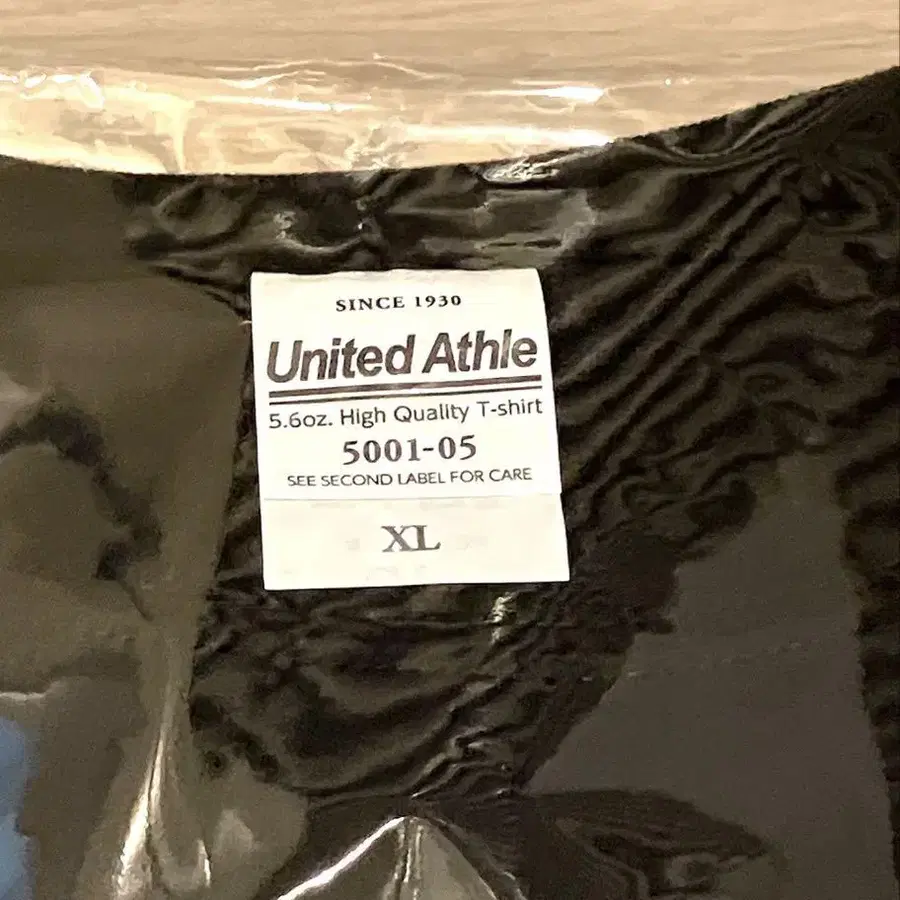 SINCE 1930
United Athle
5.6oz. High Quality T-shirt
5001-05
SEE SECOND LABEL FOR CARE
XL